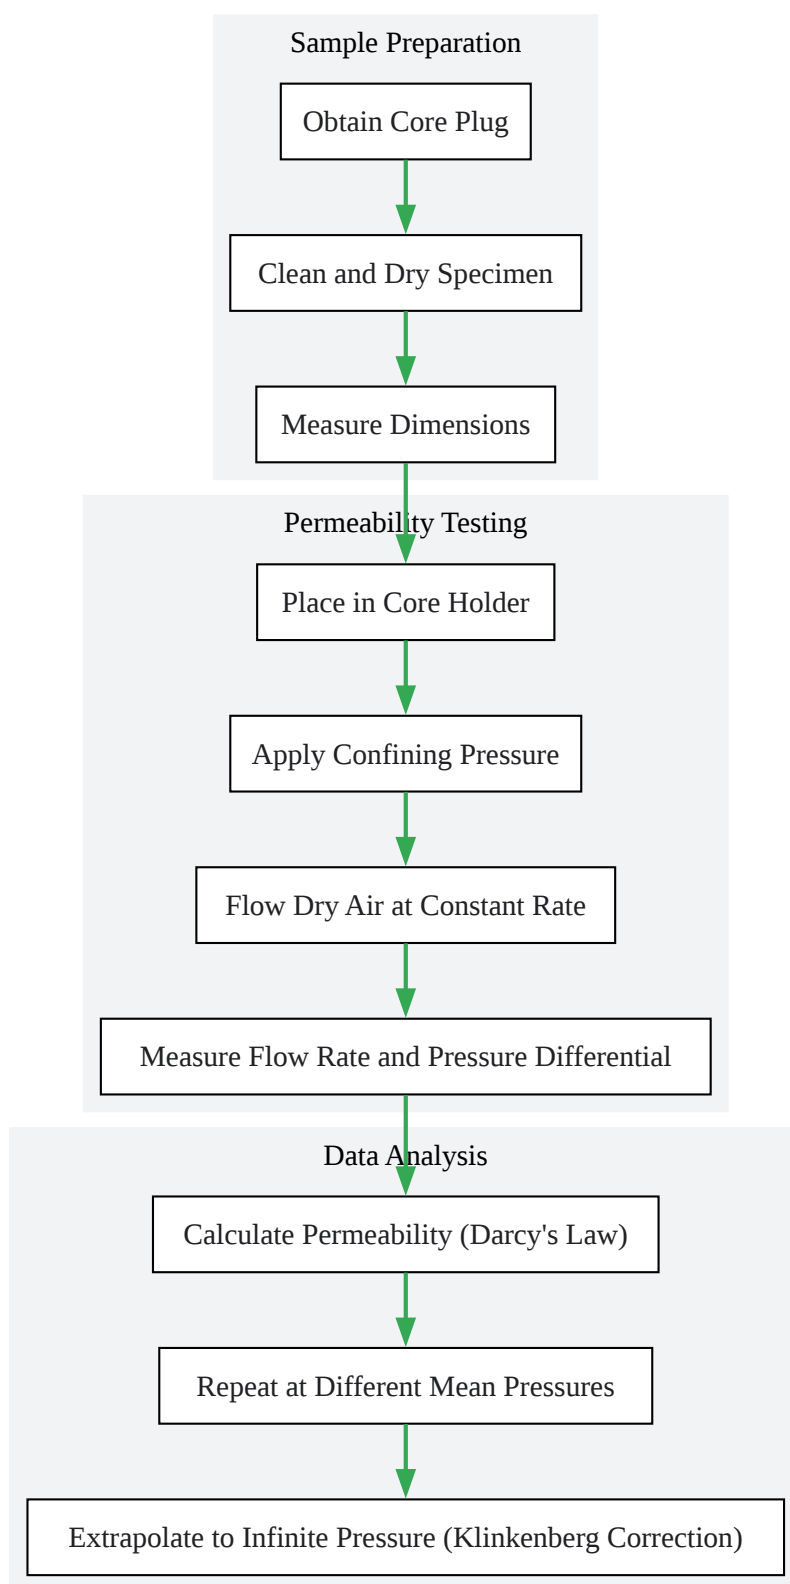 Sample Preparation
Obtain Core Plug
Clean and Dry Specimen
Measure Dimensions
Permeability Testing
Place in Core Holder
Apply Confining Pressure
Flow Dry Air at Constant Rate
Measure Flow Rate and Pressure Differential
Data Analysis
Calculate Permeability (Darcy's Law)
Repeat at Different Mean Pressures
Extrapolate to Infinite Pressure (Klinkenberg Correction)